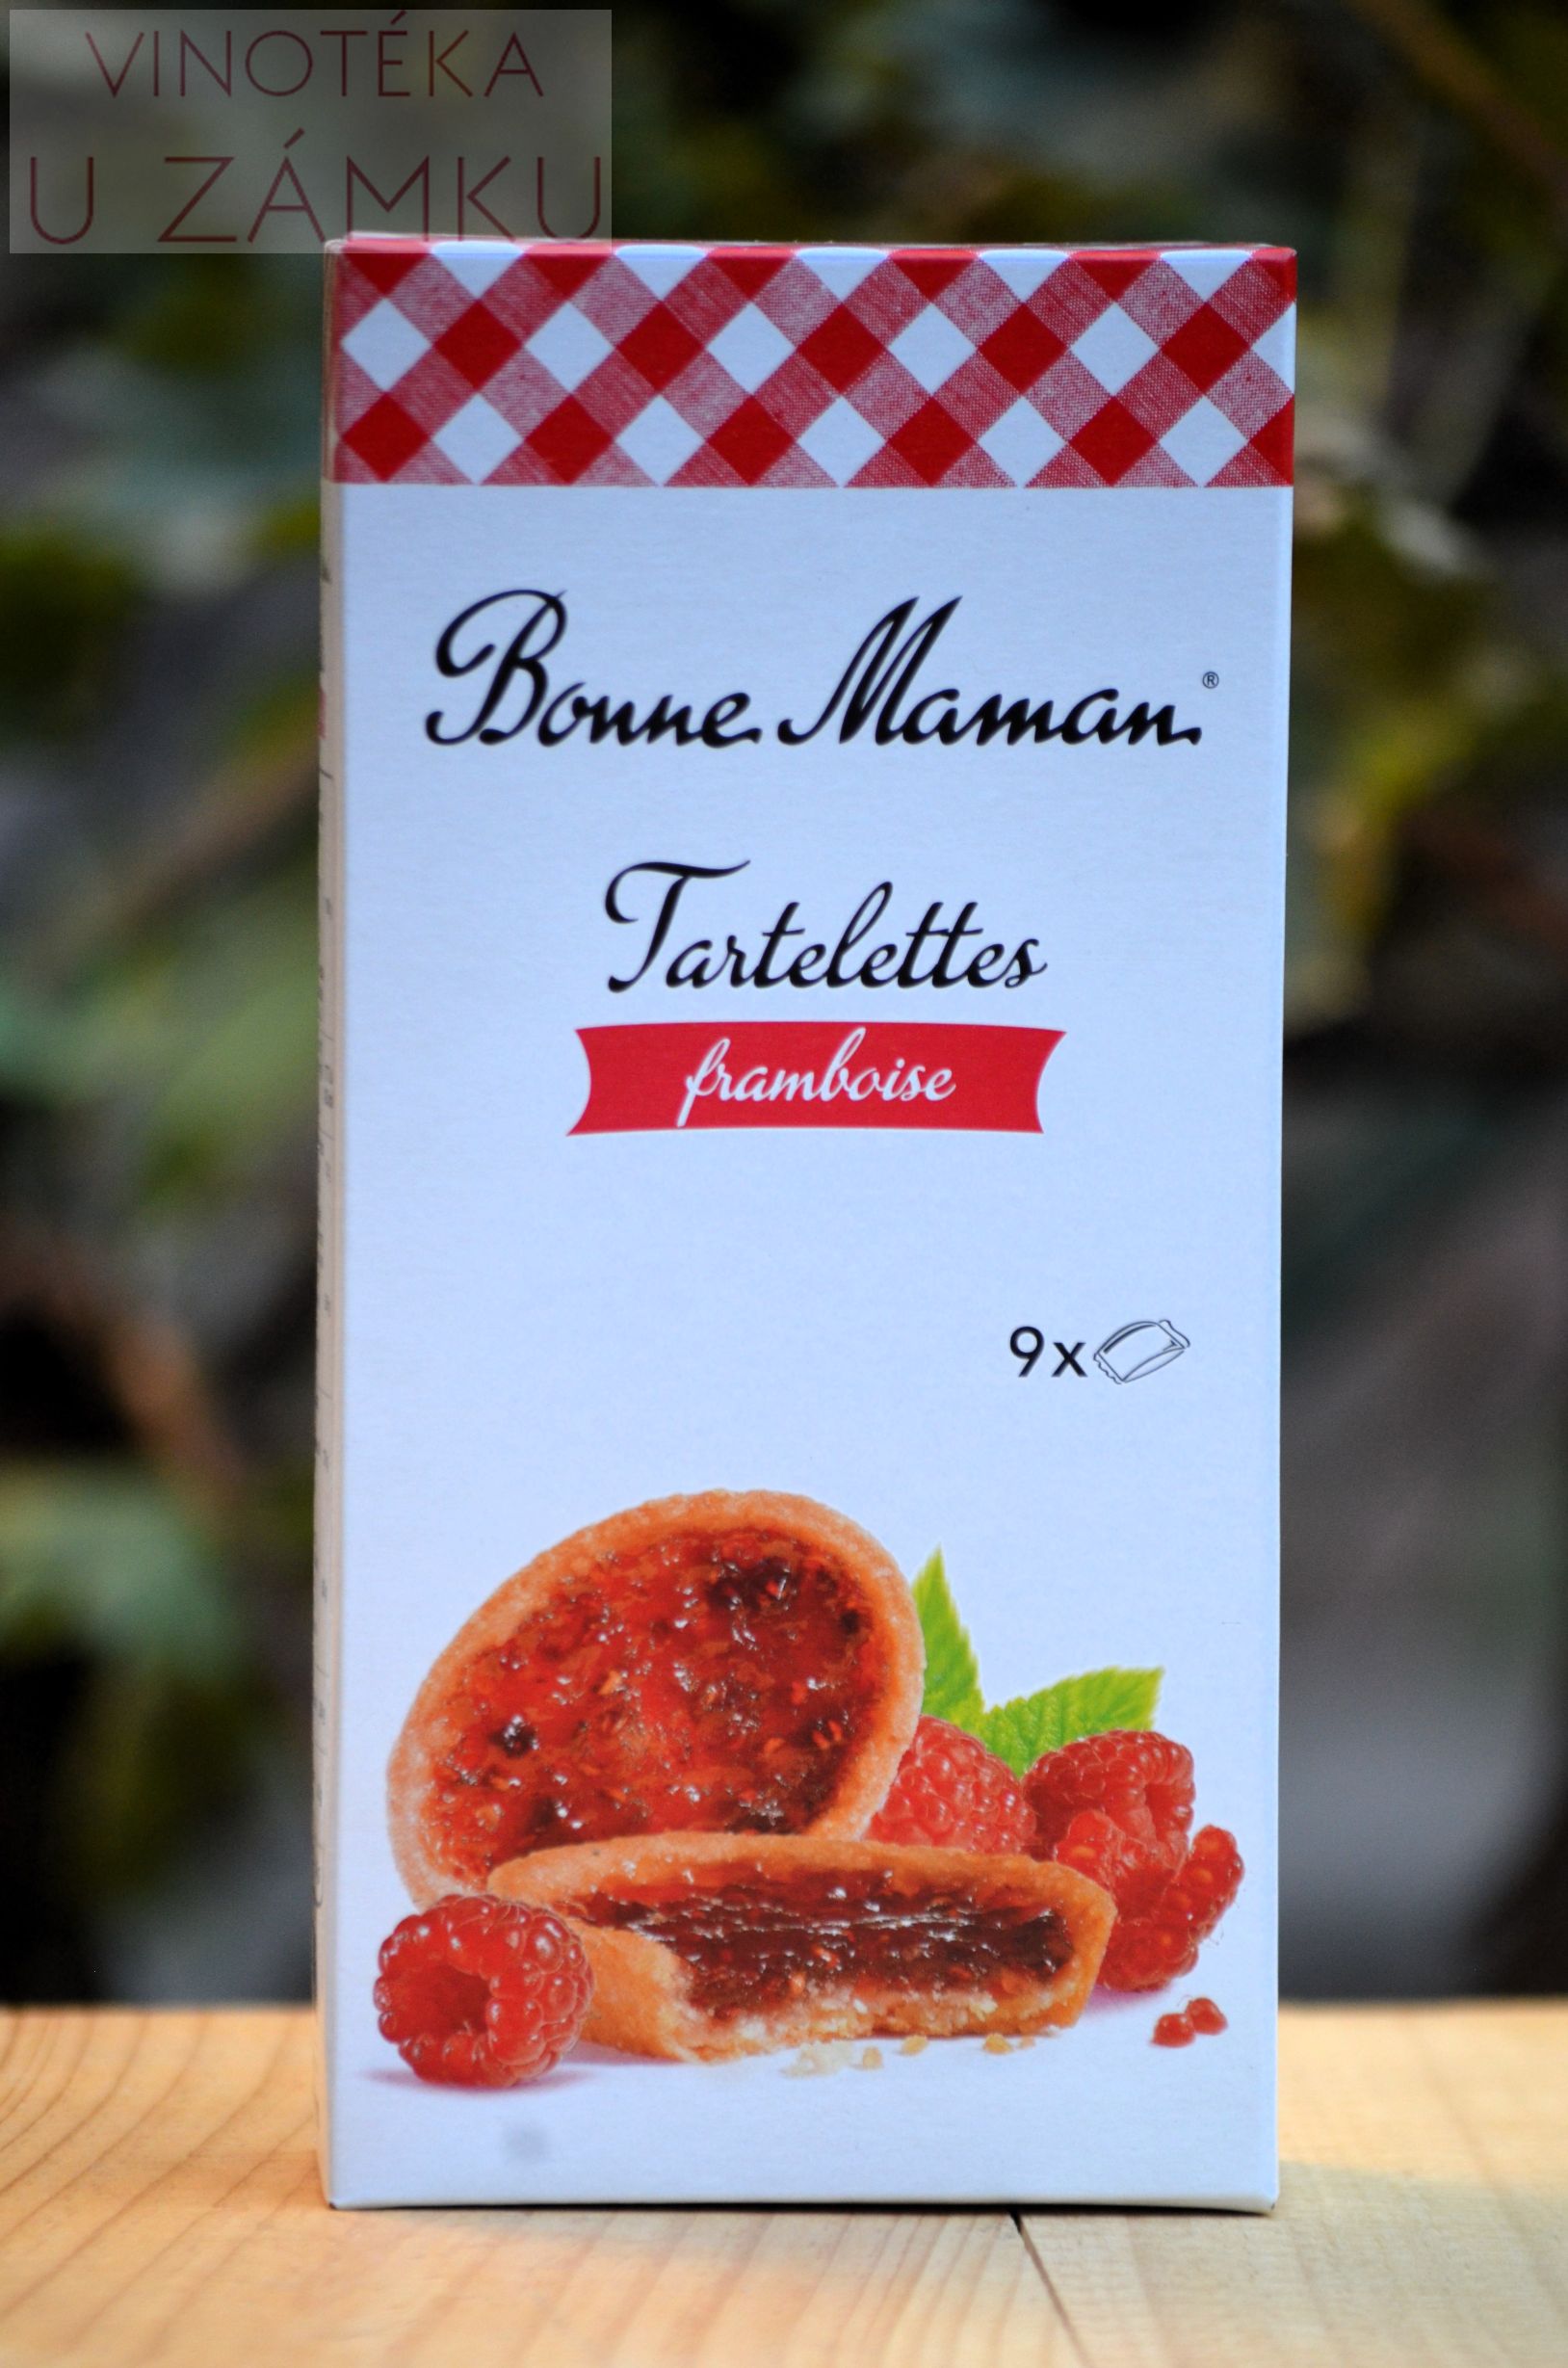 VINOTÉKA
U ZÁMKU
Bonne Maman®
Tartelettes
framboise
9x